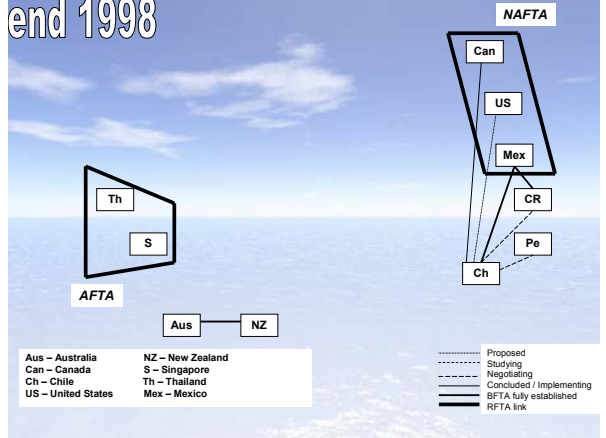 end 1998
NAFTA
Can
US
Mex
Th
CR
S
Pe
Ch
AFTA
Aus
NZ
Aus – Australia
Can – Canada
Ch – Chile
US – United States
NZ – New Zealand
S – Singapore
Th – Thailand
Mex – Mexico
Proposed
Studying
Negotiating
Concluded / Implementing
BFTA fully established
RFTA link